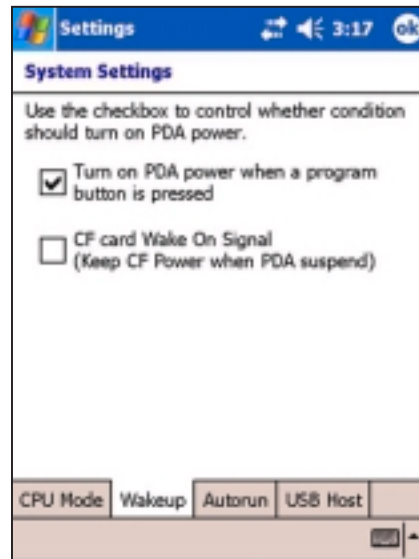 Settings 3:17 ok
System Settings
Use the checkbox to control whether condition
should turn on PDA power.
Turn on PDA power when a program
button is pressed
CF card Wake On Signal
(Keep CF Power when PDA suspend)
CPU Mode Wakeup Autorun USB Host